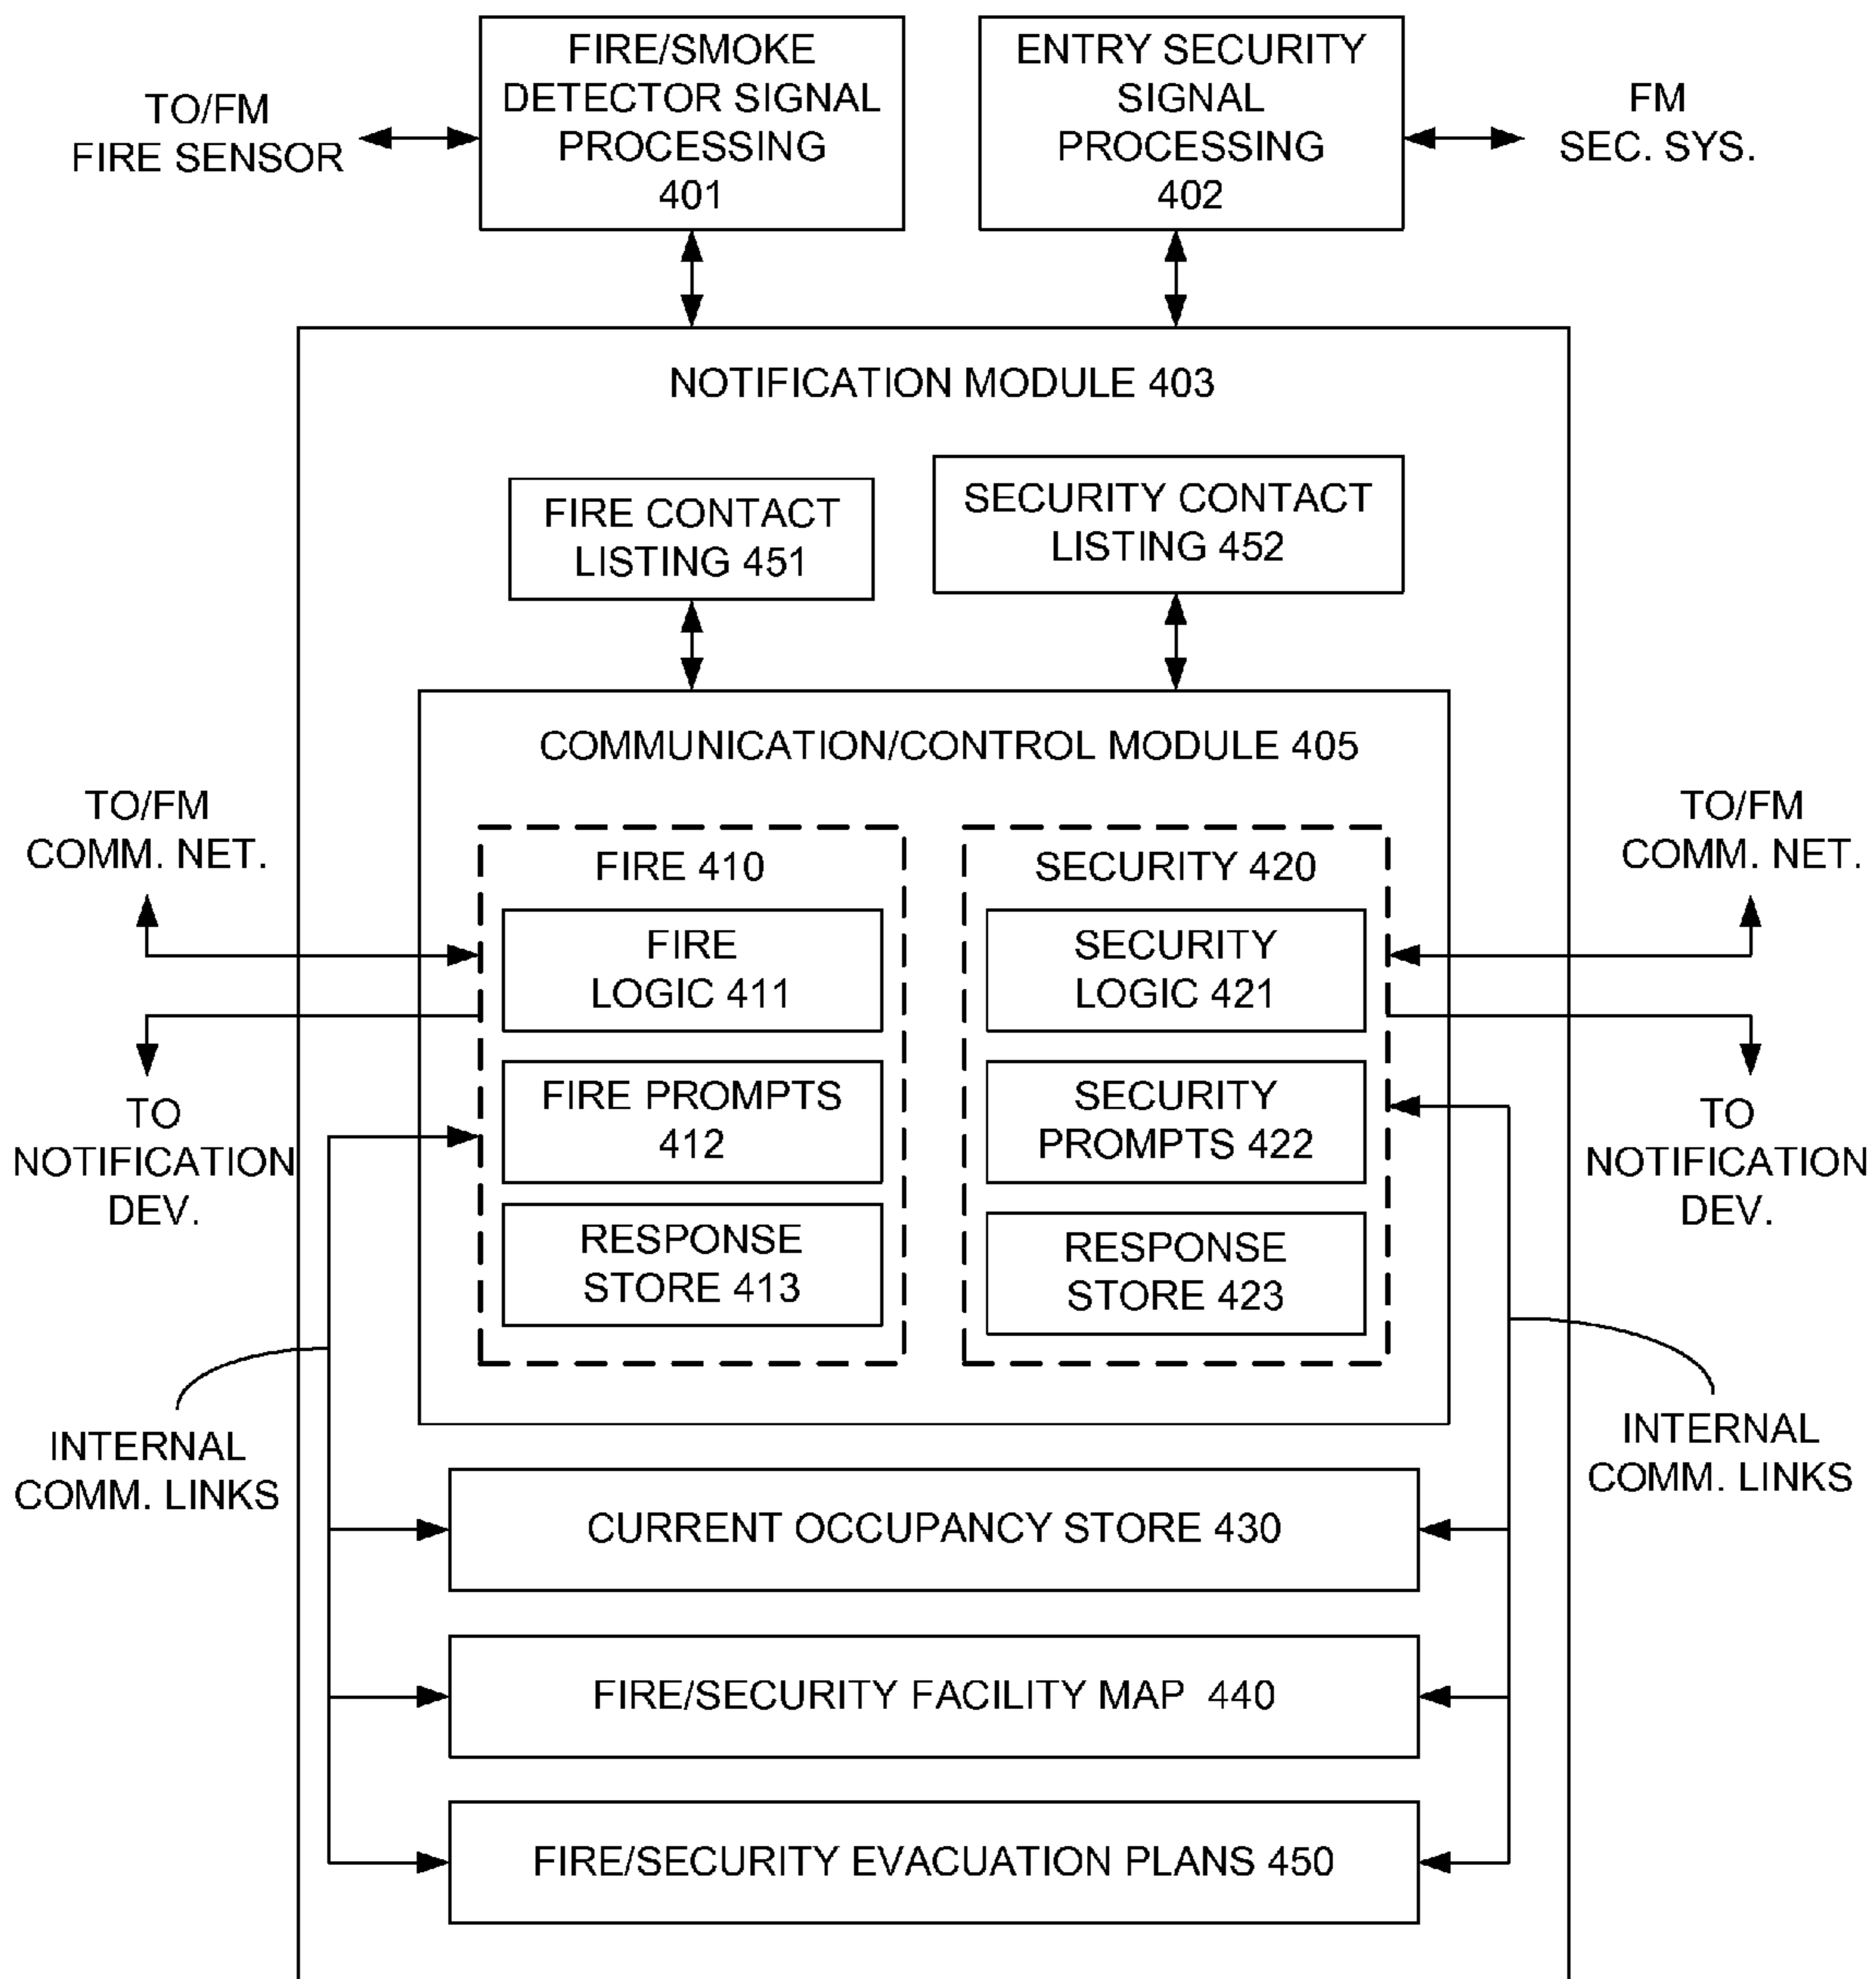 FIRE/SMOKE
DETECTOR SIGNAL
PROCESSING
401
ENTRY SECURITY
SIGNAL
PROCESSING
402
TO/FM
FIRE SENSOR
FM
SEC. SYS.
NOTIFICATION MODULE 403
FIRE CONTACT
LISTING 451
SECURITY CONTACT
LISTING 452
COMMUNICATION/CONTROL MODULE 405
TO/FM
COMM. NET.
FIRE 410
FIRE
LOGIC 411
FIRE PROMPTS
412
RESPONSE
STORE 413
SECURITY 420
SECURITY
LOGIC 421
SECURITY
PROMPTS 422
RESPONSE
STORE 423
TO/FM
COMM. NET.
TO
NOTIFICATION
DEV.
TO
NOTIFICATION
DEV.
INTERNAL
COMM. LINKS
INTERNAL
COMM. LINKS
CURRENT OCCUPANCY STORE 430
FIRE/SECURITY FACILITY MAP 440
FIRE/SECURITY EVACUATION PLANS 450